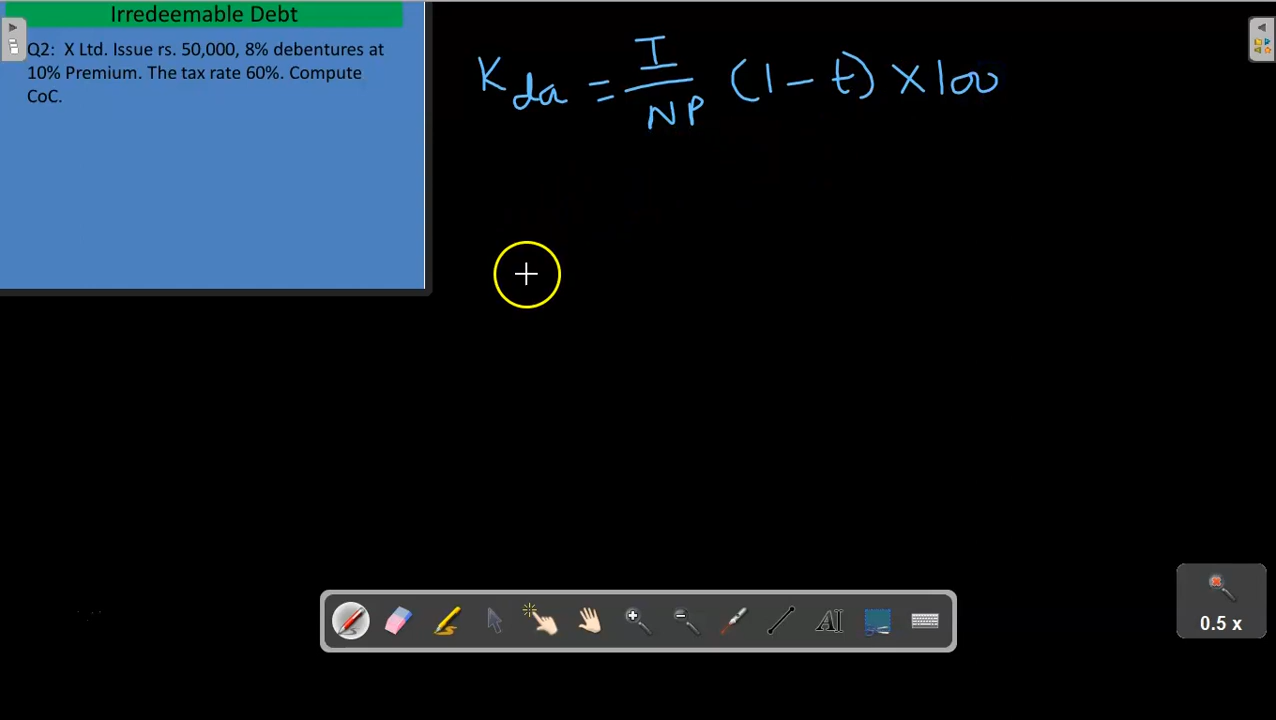 Irredeemable Debt
Q2: X Ltd. Issue rs. 50,000, 8% debentures at
10% Premium. The tax rate 60%. Compute
CoC.
Kda = I/NP (1 - t) × 100
0.5 x